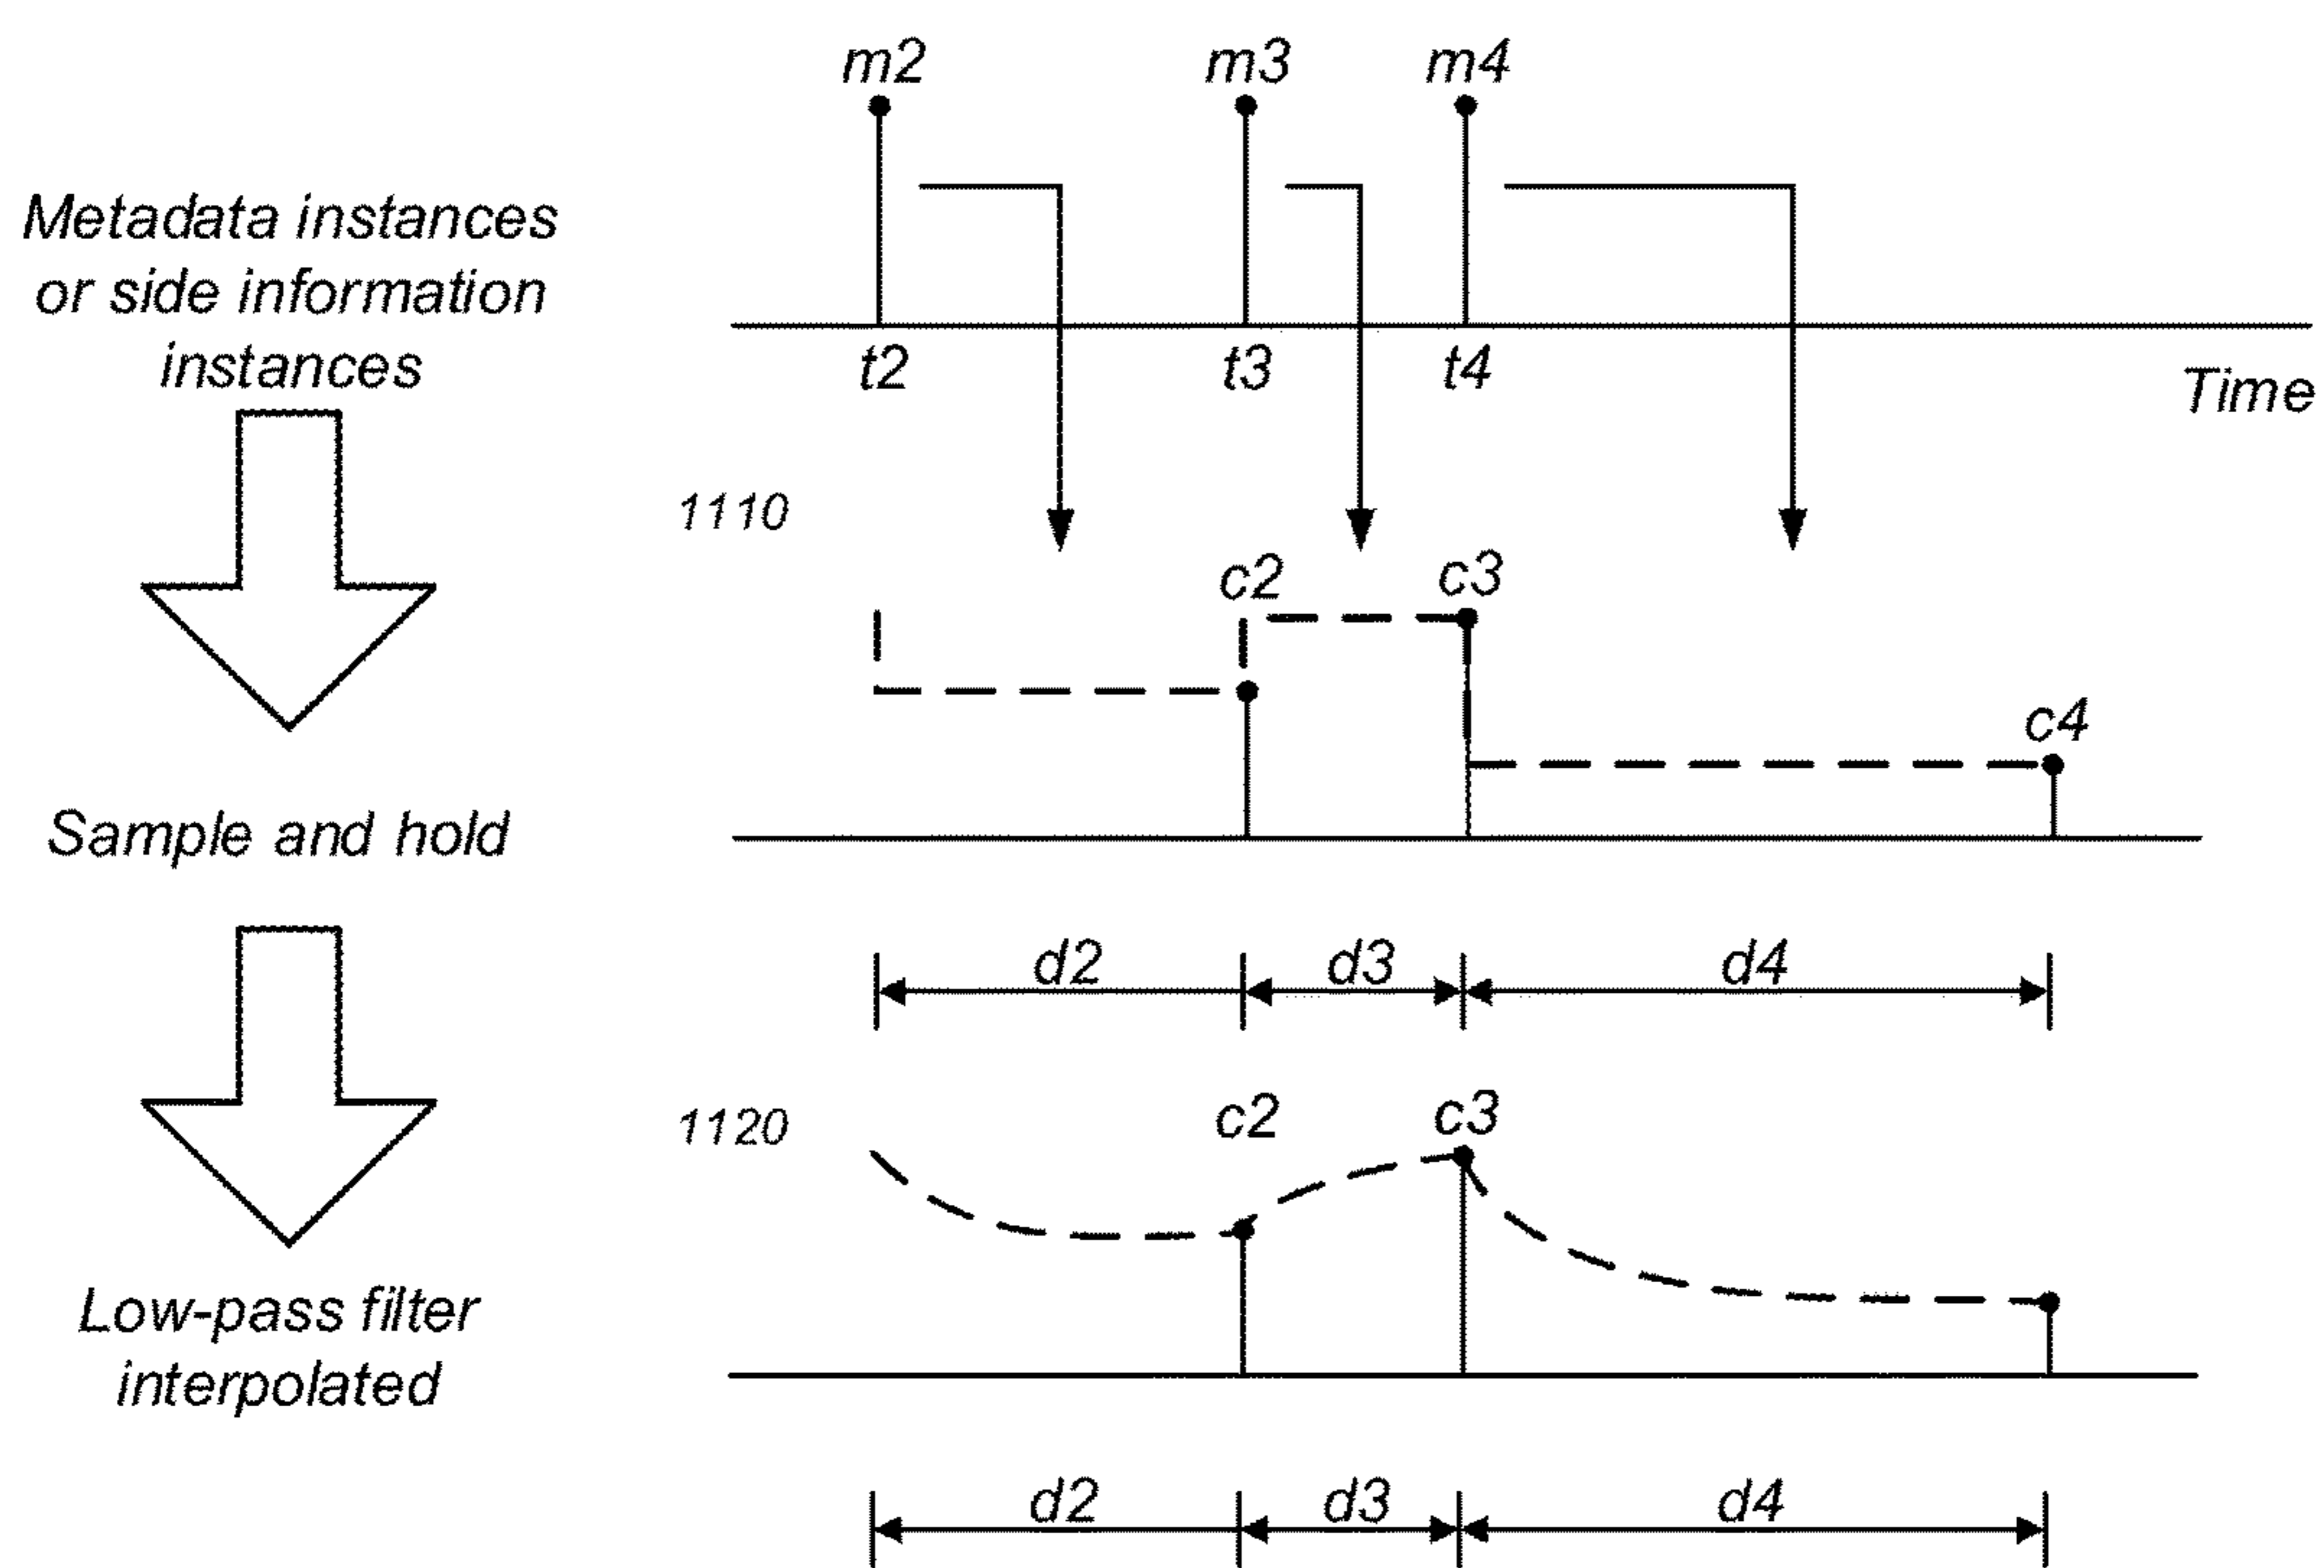 m2 m3 m4
Metadata instances
or side information
instances
t2 t3 t4
Time
1110
c2 c3
c4
Sample and hold
d2 d3 d4
1120
c2 c3
Low-pass filter
interpolated
d2 d3 d4